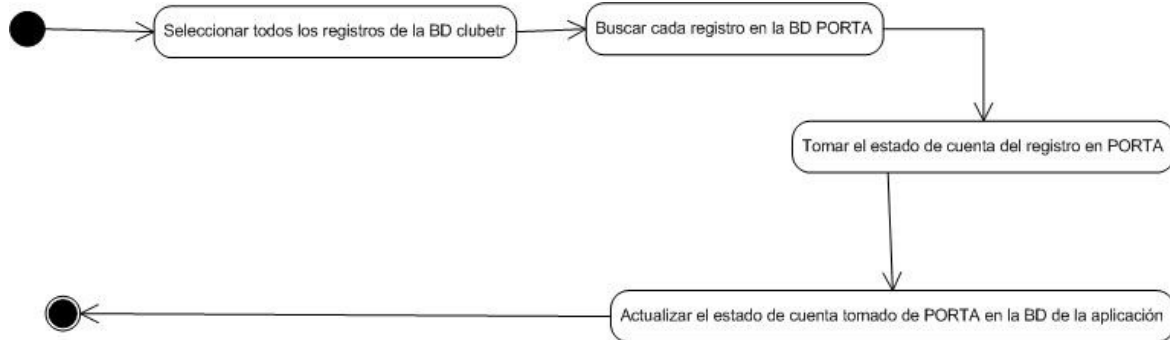 Seleccionar todos los registros de la BD clubetr
Buscar cada registro en la BD PORTA
Tomar el estado de cuenta del registro en PORTA
Actualizar el estado de cuenta tomado de PORTA en la BD de la aplicación